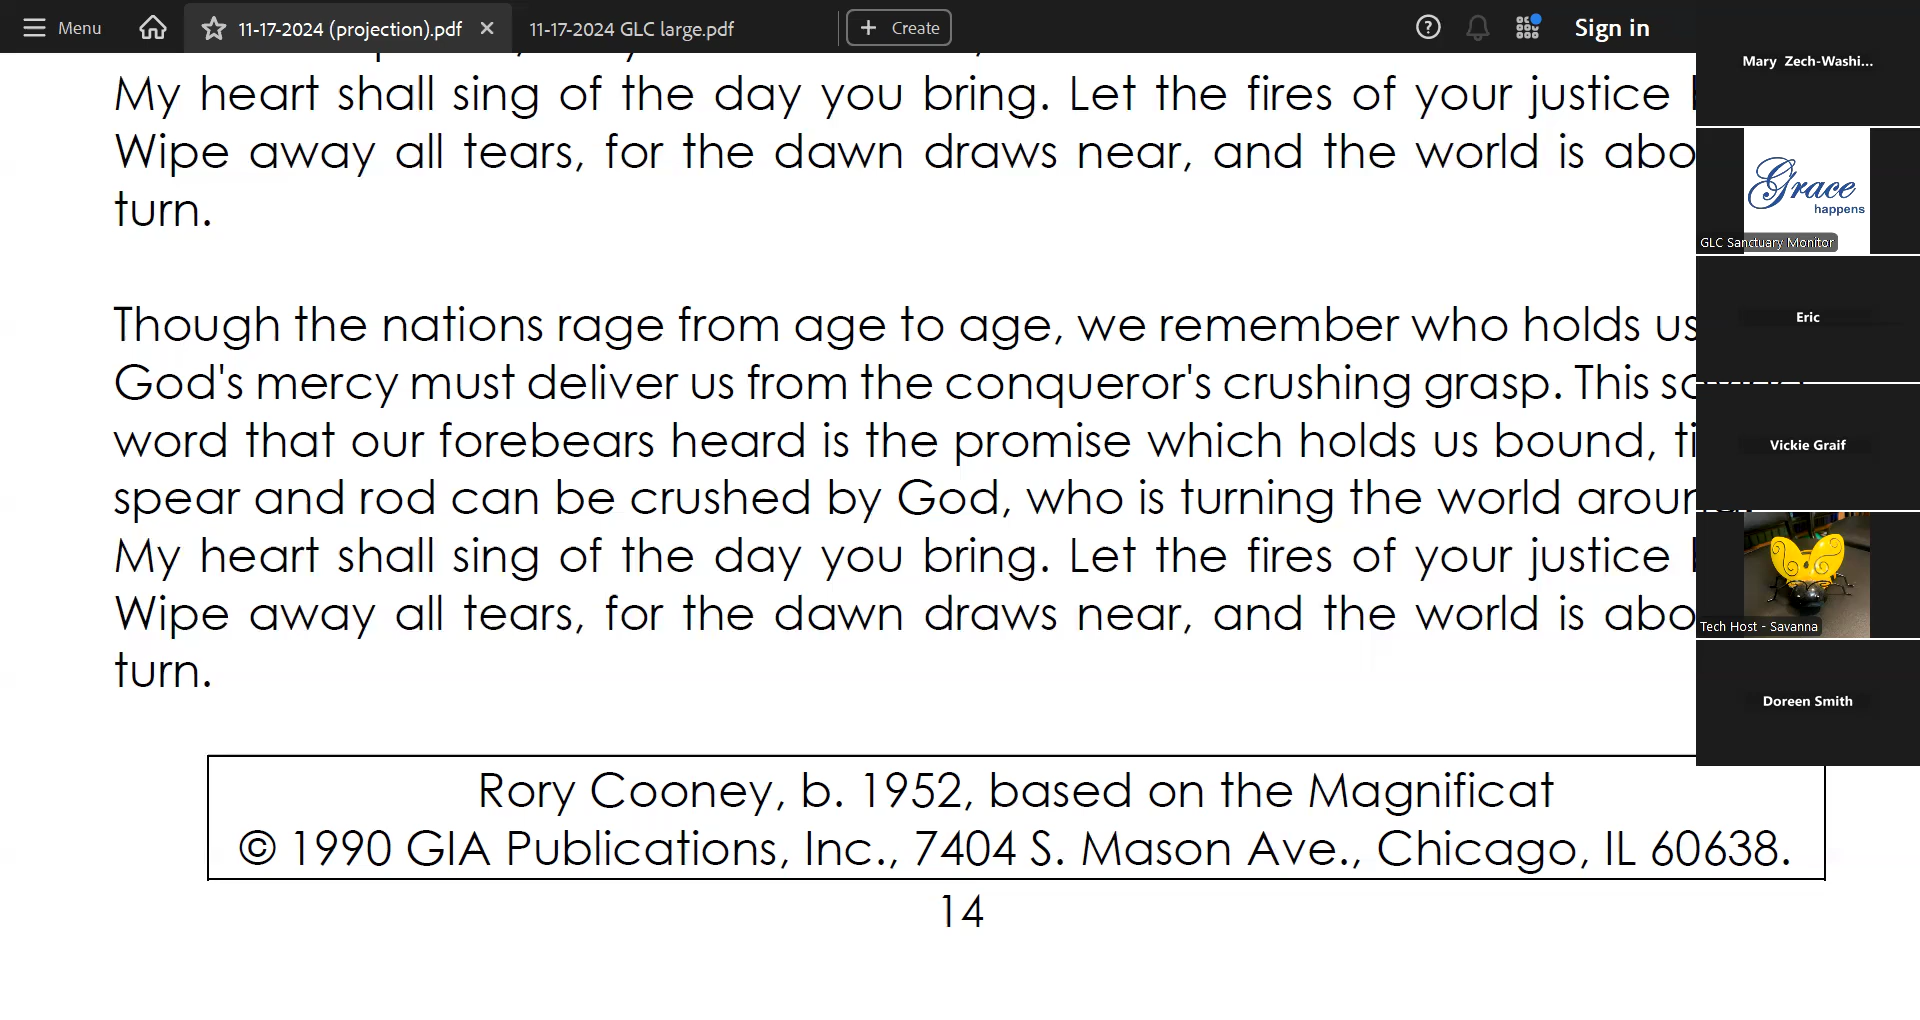 Menu
11-17-2024 (projection).pdf
11-17-2024 GLC large.pdf
Create
Sign in
My heart shall sing of the day you bring. Let the fires of your justice
Wipe away all tears, for the dawn draws near, and the world is abo
turn.
Though the nations rage from age to age, we remember who holds us
God's mercy must deliver us from the conqueror's crushing grasp. This
word that our forebears heard is the promise which holds us bound,
spear and rod can be crushed by God, who is turning the world aroun
My heart shall sing of the day you bring. Let the fires of your justice
Wipe away all tears, for the dawn draws near, and the world is abo
turn.
Rory Cooney, b. 1952, based on the Magnificat
© 1990 GIA Publications, Inc., 7404 S. Mason Ave., Chicago, IL 60638.
14
Mary Zech-Washi...
Grace
happens
GLC Sanctuary Monitor
Eric
Vickie Graif
Tech Host - Savanna
Doreen Smith